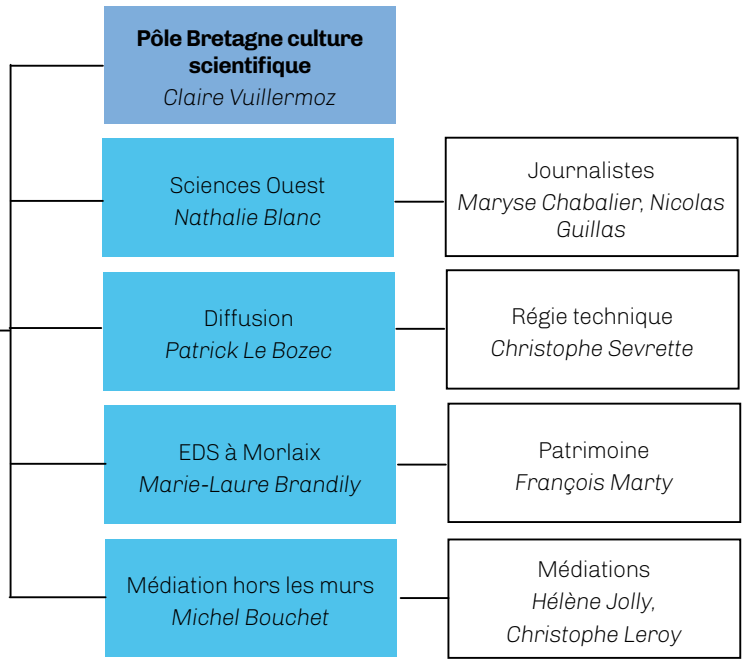 Pôle Bretagne culture
scientifique
Claire Vuillermoz
Sciences Ouest
Nathalie Blanc
Journalistes
Maryse Chabalier, Nicolas
Guillas
Diffusion
Patrick Le Bozec
Régie technique
Christophe Sevrette
EDS à Morlaix
Marie-Laure Brandily
Patrimoine
François Marty
Médiation hors les murs
Michel Bouchet
Médiations
Hélène Jolly,
Christophe Leroy